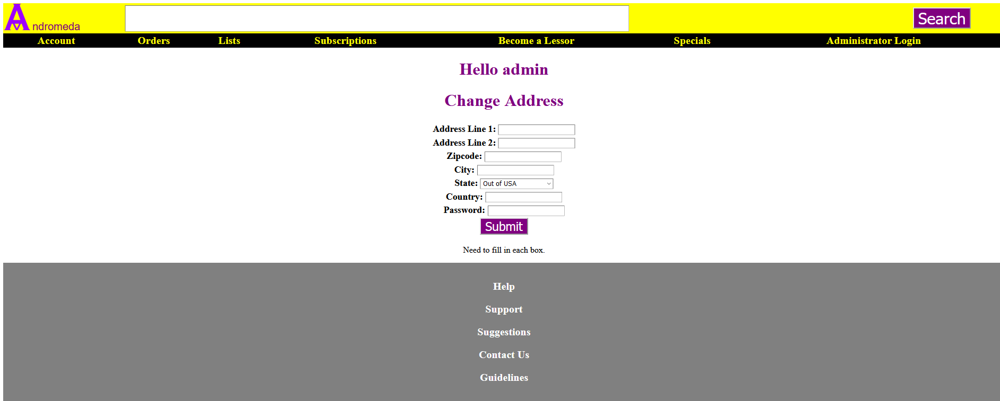 Andromeda Search
Account Orders Lists Subscriptions Become a Lessor Specials Administrator Login
Hello admin
Change Address
Address Line 1:
Address Line 2:
Zipcode:
City:
State: Out of USA
Country:
Password:
Submit
Need to fill in each box.
Help
Support
Suggestions
Contact Us
Guidelines